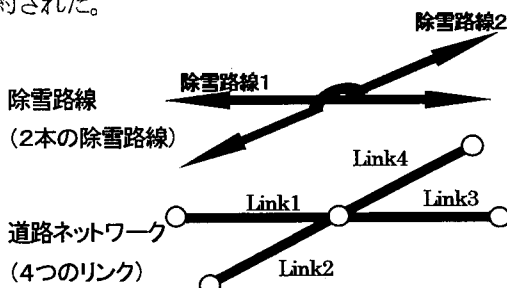 約された。
除雪路線2
除雪路線1
除雪路線
(2本の除雪路線)
Link4
Link1
Link3
道路ネットワーク
(4つのリンク)
Link2